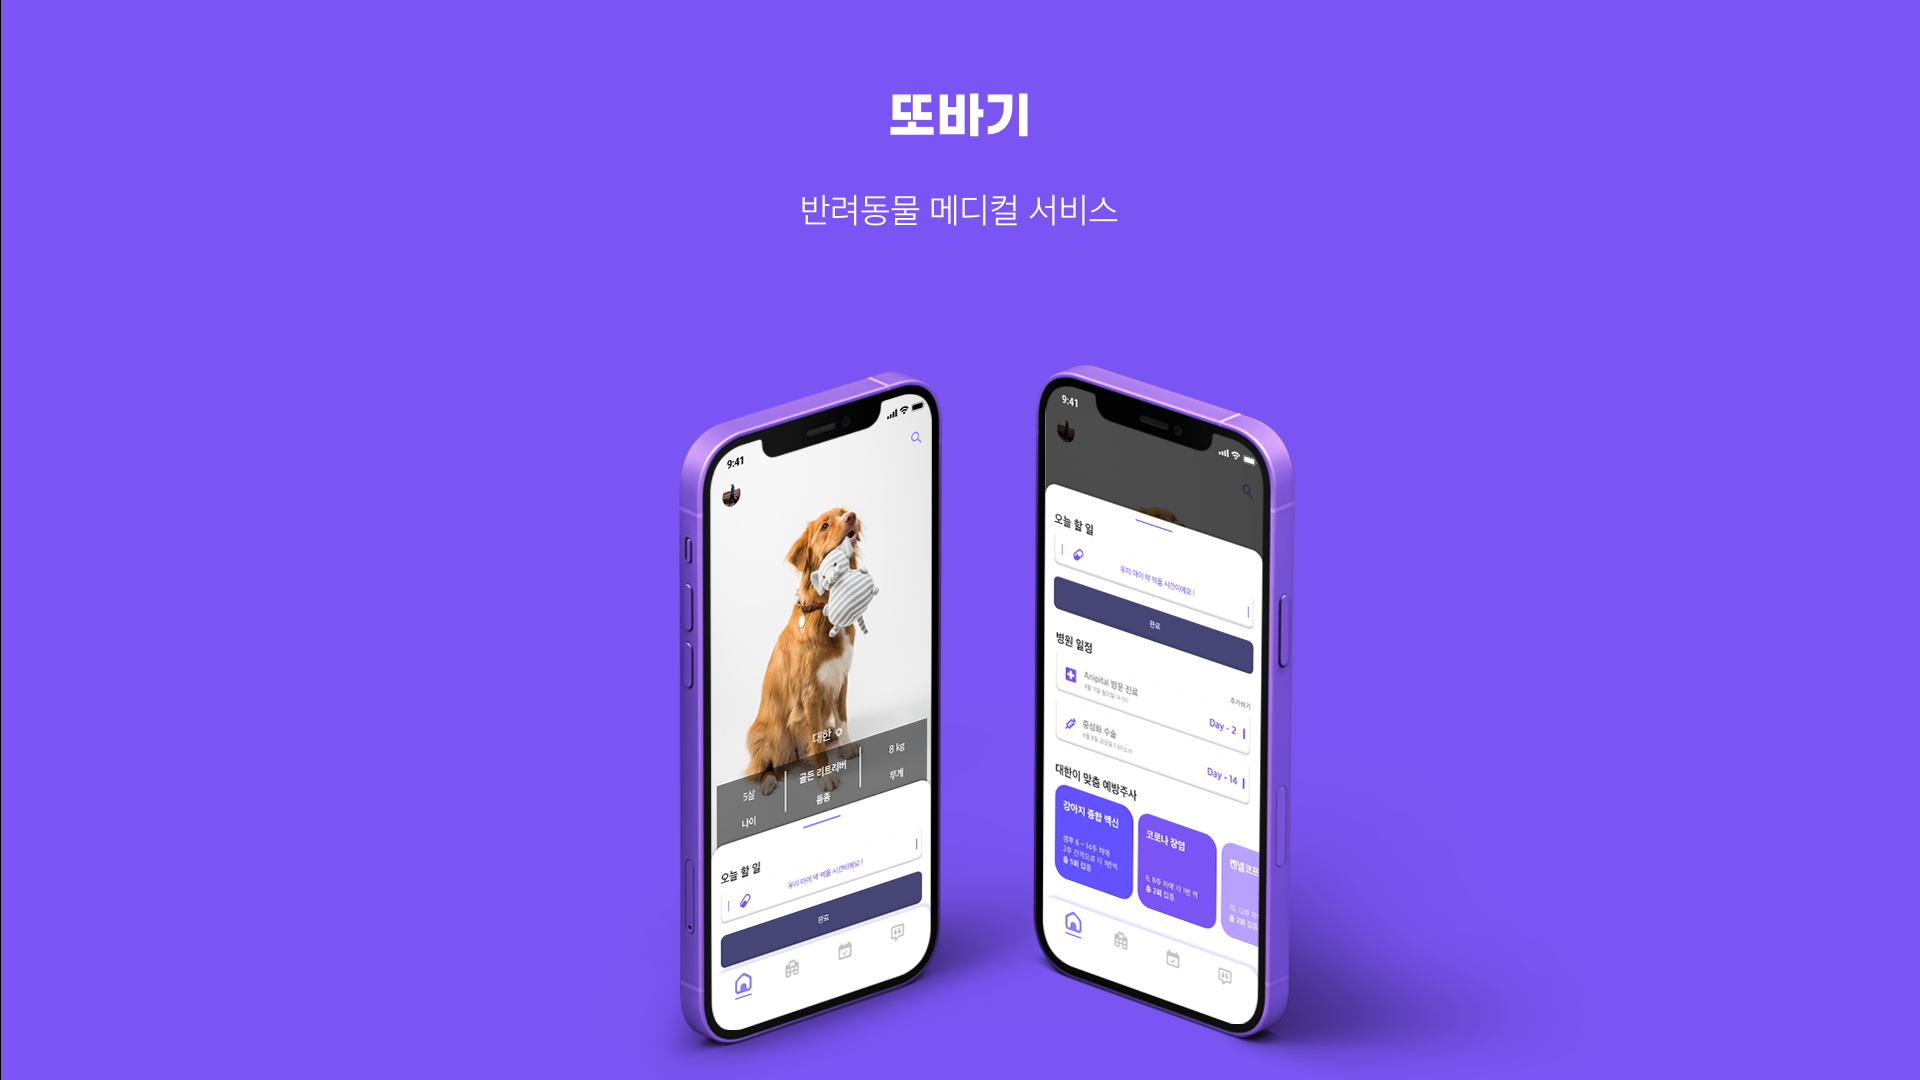 또바기
반려동물 메디컬 서비스
9:41
대한
5살
나이
골든 리트리버
품종
8 kg
무게
오늘 할 일
우리 아이 약 먹을 시간이에요 !
완료
9:41
오늘 할 일
우리 아이 약 먹을 시간이에요 !
완료
병원 일정
추가하기
Anipital 방문 진료
Day - 2
중성화 수술
Day - 14
대한이 맞춤 예방주사
강아지 종합 백신
생후 6 ~ 14주 차에
2주 간격으로 각 1번씩
총 5회 접종
코로나 장염
6, 8주 차에 각 1번 씩
총 2회 접종
켄넬코프
10, 12주 차
총 2회 접종